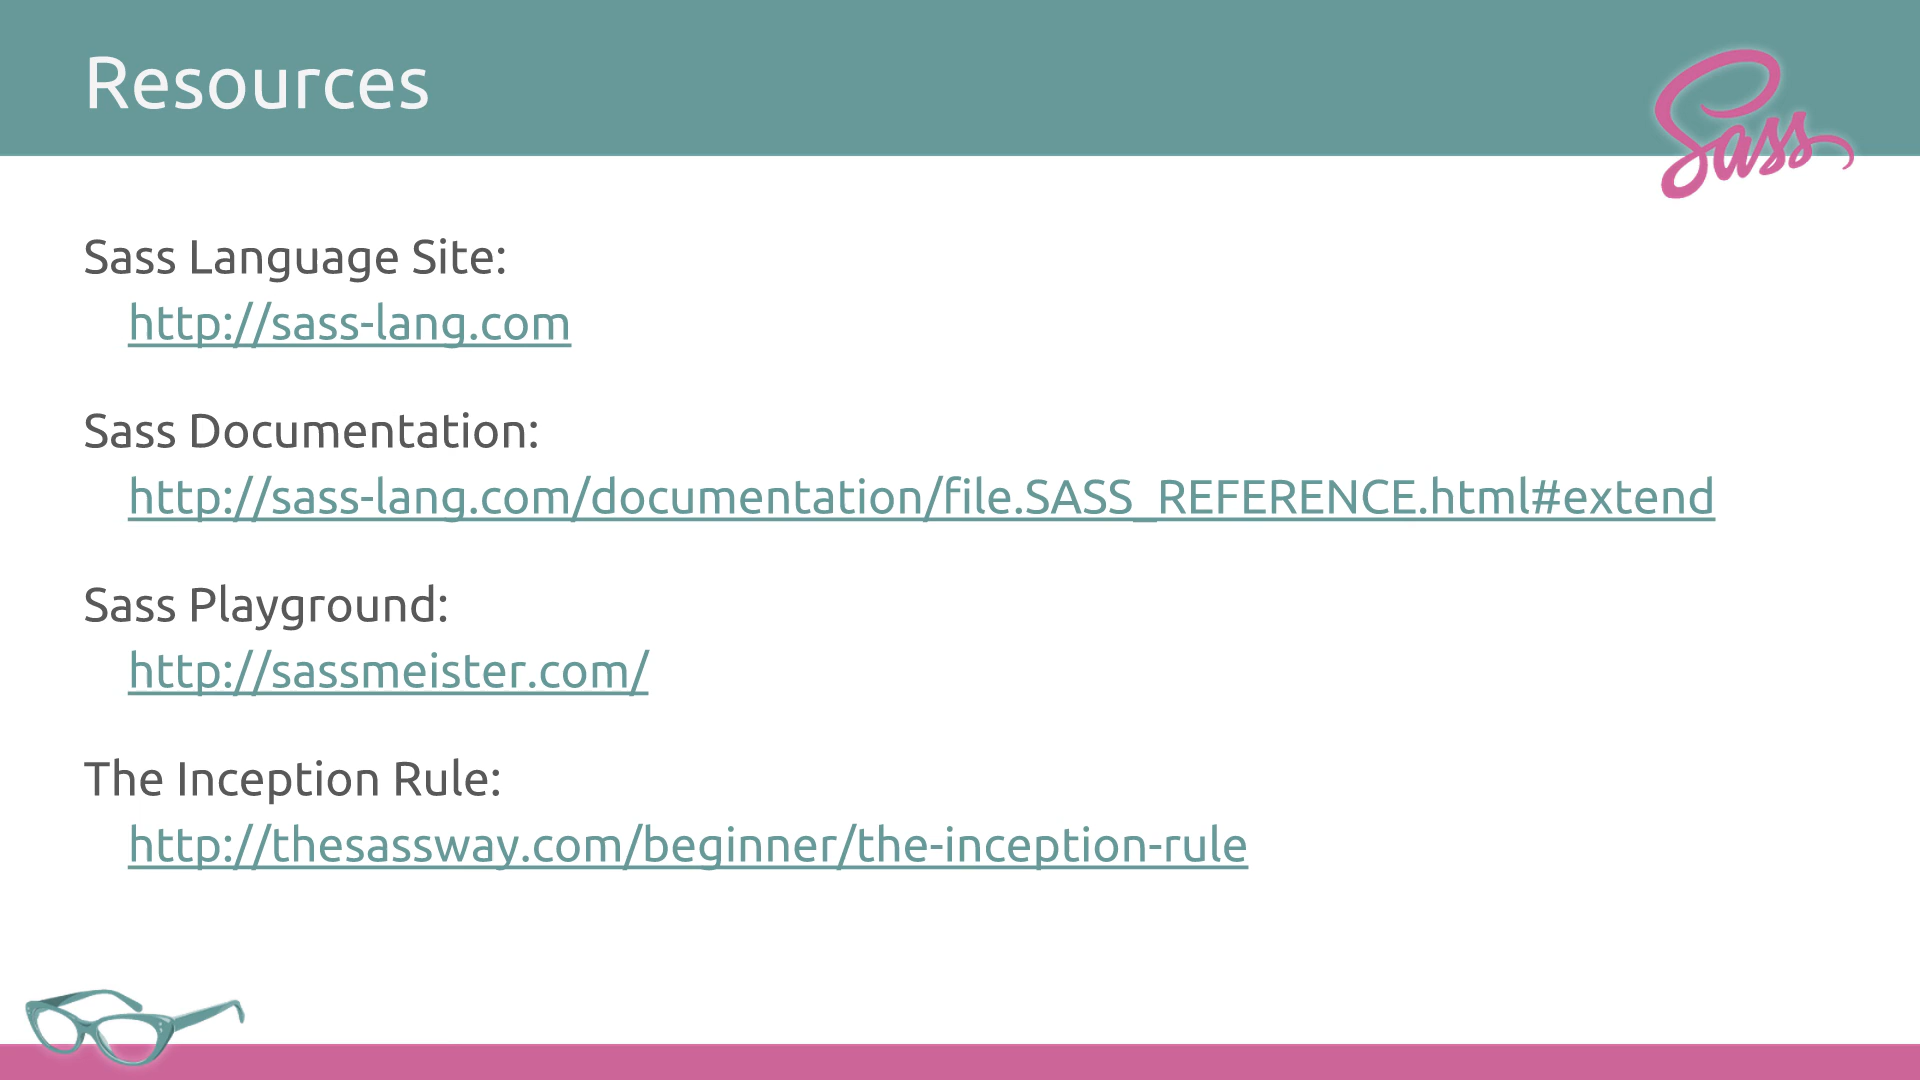 Resources
Sass
Sass Language Site:
http://sass-lang.com
Sass Documentation:
http://sass-lang.com/documentation/file.SASS_REFERENCE.html#extend
Sass Playground:
http://sassmeister.com/
The Inception Rule:
http://thesassway.com/beginner/the-inception-rule